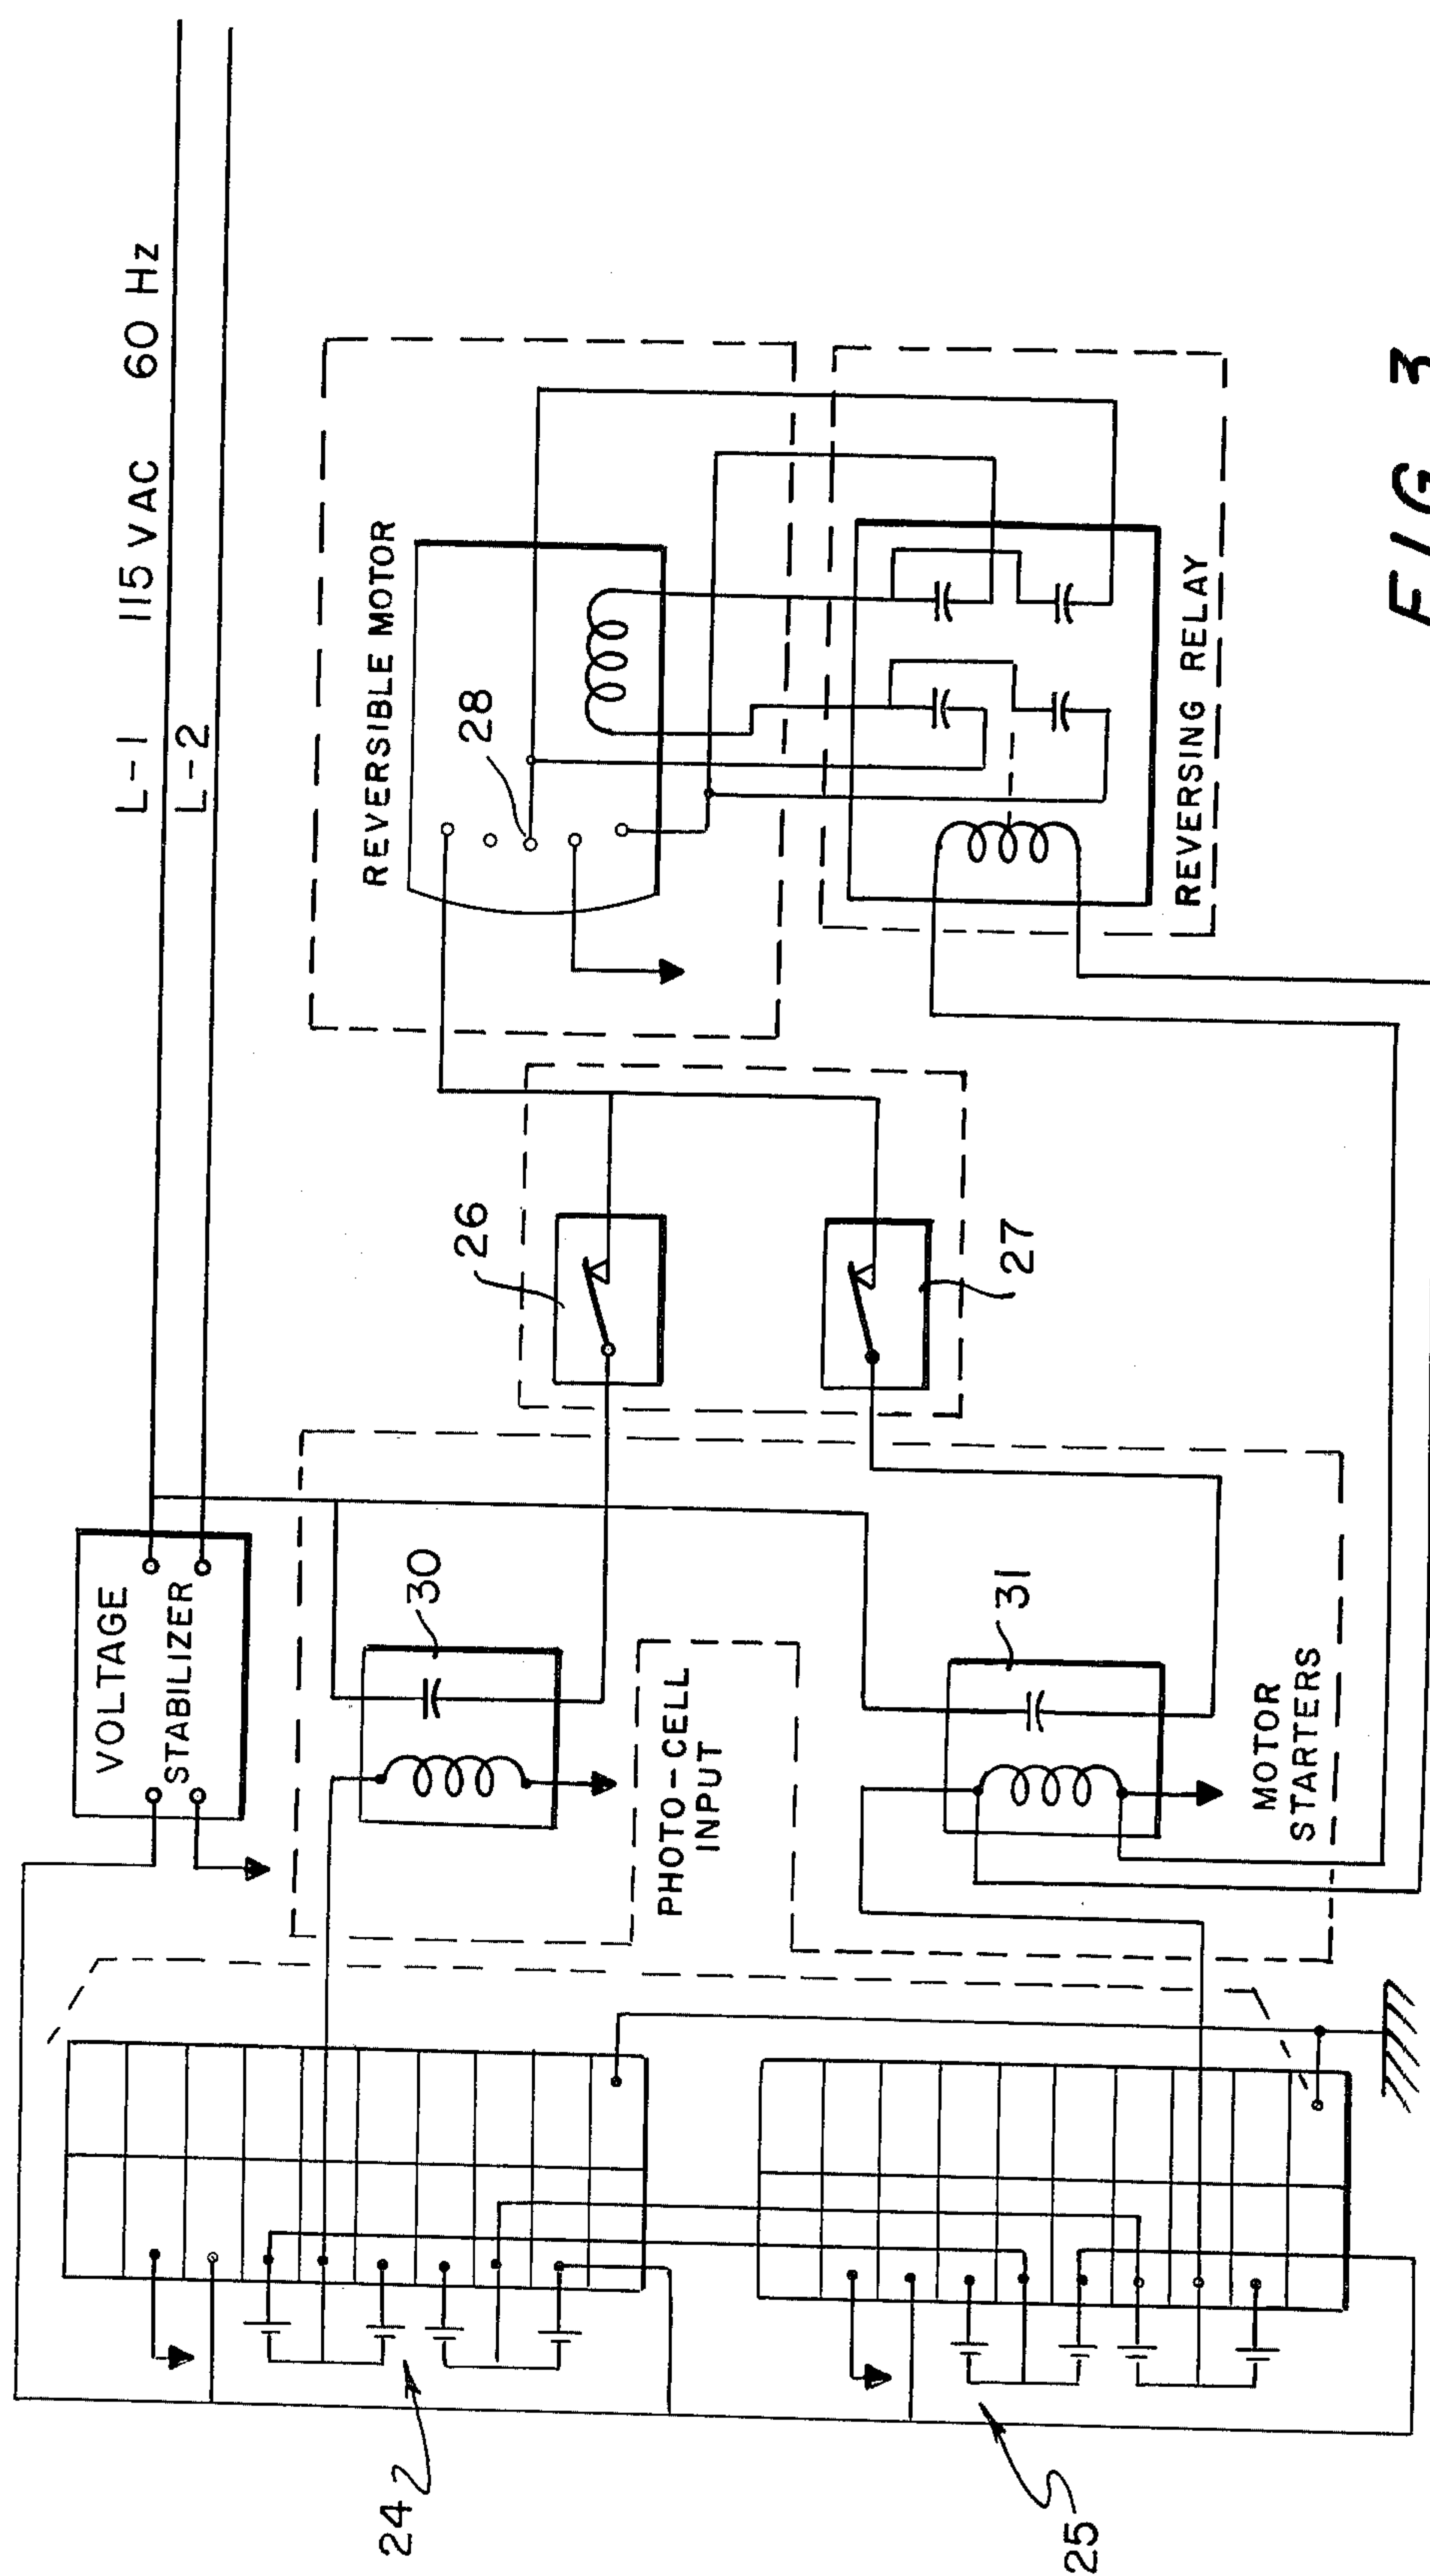 L-1 115 VAC 60 Hz
L-2
VOLTAGE
STABILIZER
REVERSIBLE MOTOR
28
26
30
24
PHOTO-CELL
INPUT
27
31
REVERSING RELAY
MOTOR
STARTERS
25
FIG 3